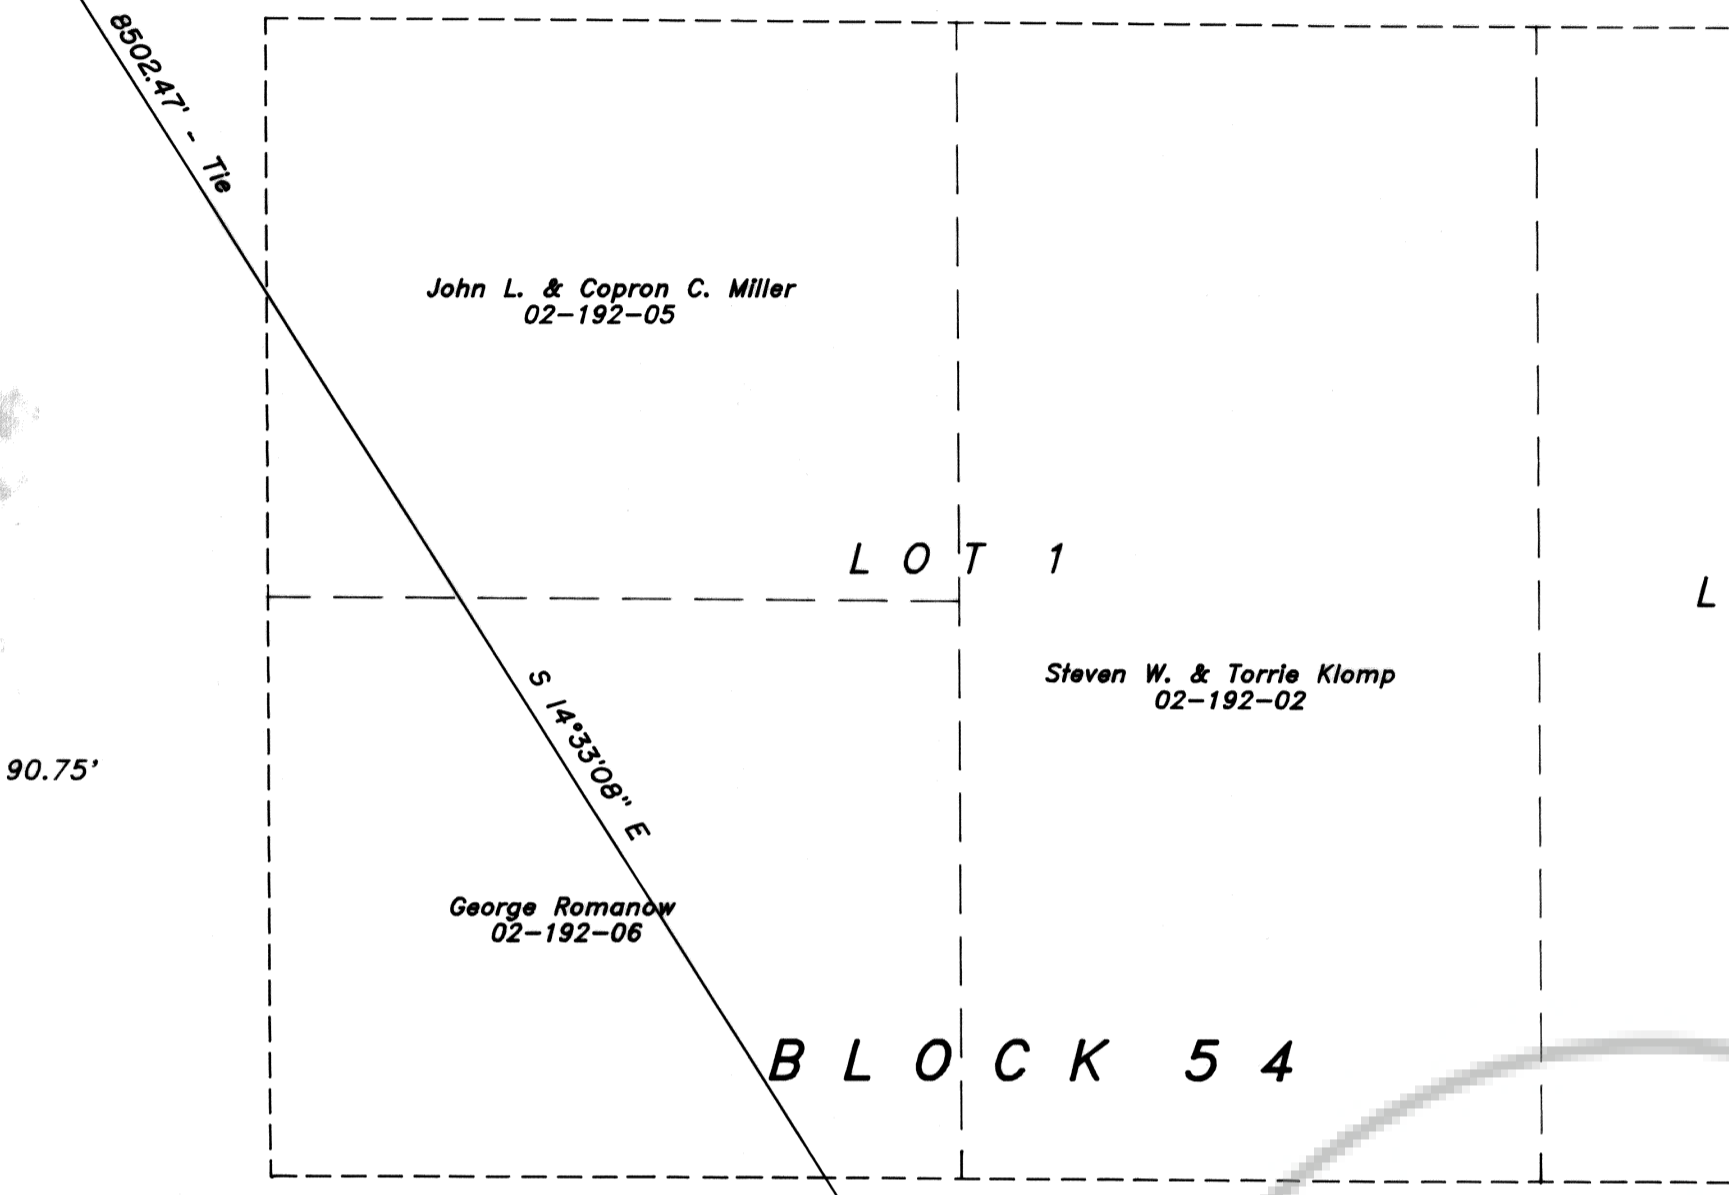 8502.47' - Tie
John L. & Copron C. Miller
02-192-05
L O T 1
L
S 14°33'08" E
Steven W. & Torrie Klomp
02-192-02
90.75'
George Romanow
02-192-06
B L O C K 5 4